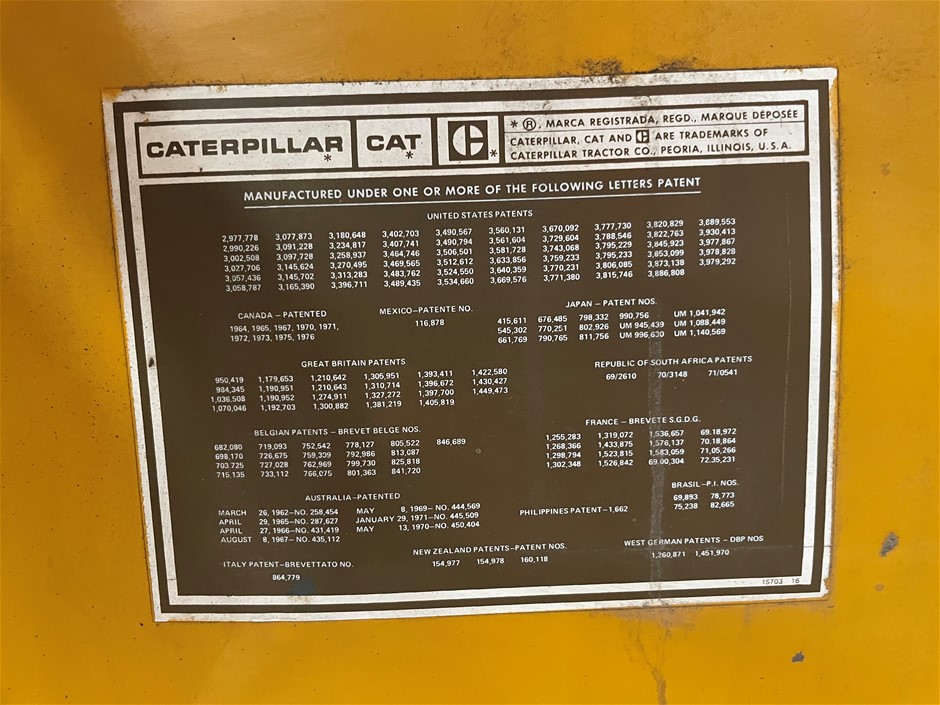 CATERPILLAR* CAT* C*
* ®, MARCA REGISTRADA, REGD., MARQUE DÉPOSÉE
CATERPILLAR, CAT AND C ARE TRADEMARKS OF
CATERPILLAR TRACTOR CO., PEORIA, ILLINOIS, U.S.A.
MANUFACTURED UNDER ONE OR MORE OF THE FOLLOWING LETTERS PATENT
UNITED STATES PATENTS
2,977,778 3,077,873 3,180,648 3,402,703 3,490,567 3,560,131 3,670,092 3,777,730 3,820,829 3,889,553
2,990,226 3,091,228 3,234,817 3,407,741 3,490,794 3,561,604 3,729,604 3,788,546 3,822,763 3,930,413
3,002,508 3,097,728 3,258,937 3,464,746 3,506,501 3,581,728 3,743,068 3,795,229 3,845,923 3,977,867
3,027,706 3,145,624 3,270,495 3,469,565 3,512,612 3,633,856 3,759,233 3,795,233 3,853,099 3,978,828
3,057,436 3,145,702 3,313,283 3,483,762 3,524,550 3,640,359 3,770,231 3,806,085 3,873,138 3,979,292
3,058,787 3,165,390 3,396,711 3,489,435 3,534,660 3,669,576 3,771,380 3,815,746 3,886,808
CANADA – PATENTED
1964, 1965, 1967, 1970, 1971,
1972, 1973, 1975, 1976
MEXICO–PATENTE NO.
116,878
JAPAN – PATENT NOS.
415,611 676,485 798,332 990,756 UM 1,041,942
545,302 770,251 802,926 UM 945,439 UM 1,088,449
661,769 790,765 811,756 UM 996,630 UM 1,140,569
GREAT BRITAIN PATENTS
950,419 1,179,653 1,210,642 1,305,951 1,393,411 1,422,580
984,345 1,190,951 1,210,643 1,310,714 1,396,672 1,430,427
1,036,508 1,190,952 1,274,911 1,327,272 1,397,700 1,449,473
1,070,046 1,192,703 1,300,882 1,381,219 1,405,819
REPUBLIC OF SOUTH AFRICA PATENTS
69/2610 70/3148 71/0541
BELGIAN PATENTS – BREVET BELGE NOS.
682,080 719,093 752,542 778,127 805,522 846,689
698,170 726,675 759,309 792,986 813,087
703,725 727,028 762,969 799,730 825,818
715,135 733,112 766,075 801,363 841,720
FRANCE – BREVETE S.G.D.G.
1,255,283 1,319,072 1,536,657 69.18,972
1,268,366 1,433,875 1,576,137 70.18,864
1,298,794 1,523,815 1,583,059 71,05,266
1,302,348 1,526,842 69,00,304 72.35,231
AUSTRALIA–PATENTED
MARCH 26, 1962–NO. 258,454 MAY 8, 1969– NO. 444,569
APRIL 29, 1965–NO. 287,627 JANUARY 29, 1971–NO. 445,509
APRIL 27, 1966–NO. 431,419 MAY 13, 1970–NO. 450,404
AUGUST 8, 1967–NO. 435,112
PHILIPPINES PATENT–1,662
BRASIL–P.I. NOS.
69,893 78,773
75,238 82,665
ITALY PATENT–BREVETTATO NO.
864,779
NEW ZEALAND PATENTS–PATENT NOS.
154,977 154,978 160,118
WEST GERMAN PATENTS – DBP NOS
1,260,871 1,451,970
1S703 16